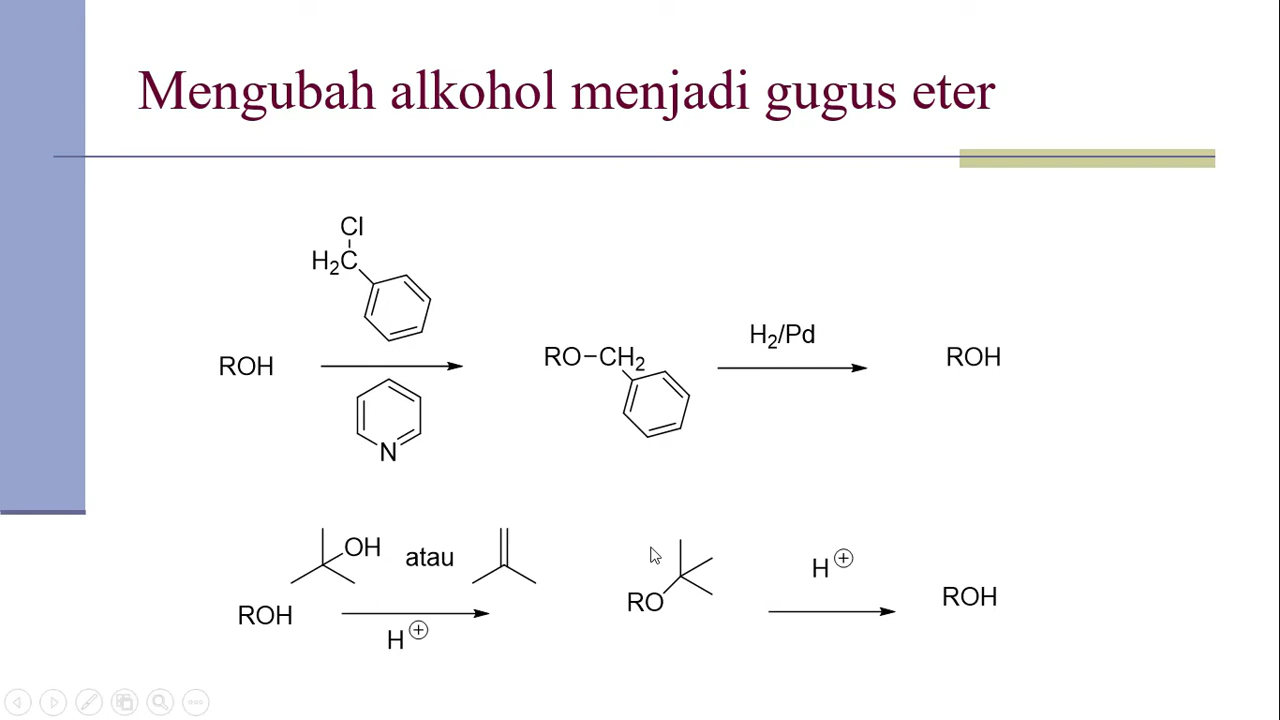 Mengubah alkohol menjadi gugus eter
Cl
H₂C
ROH
N
RO–CH₂
H₂/Pd
ROH
OH
atau
ROH
H⊕
RO
H⊕
ROH